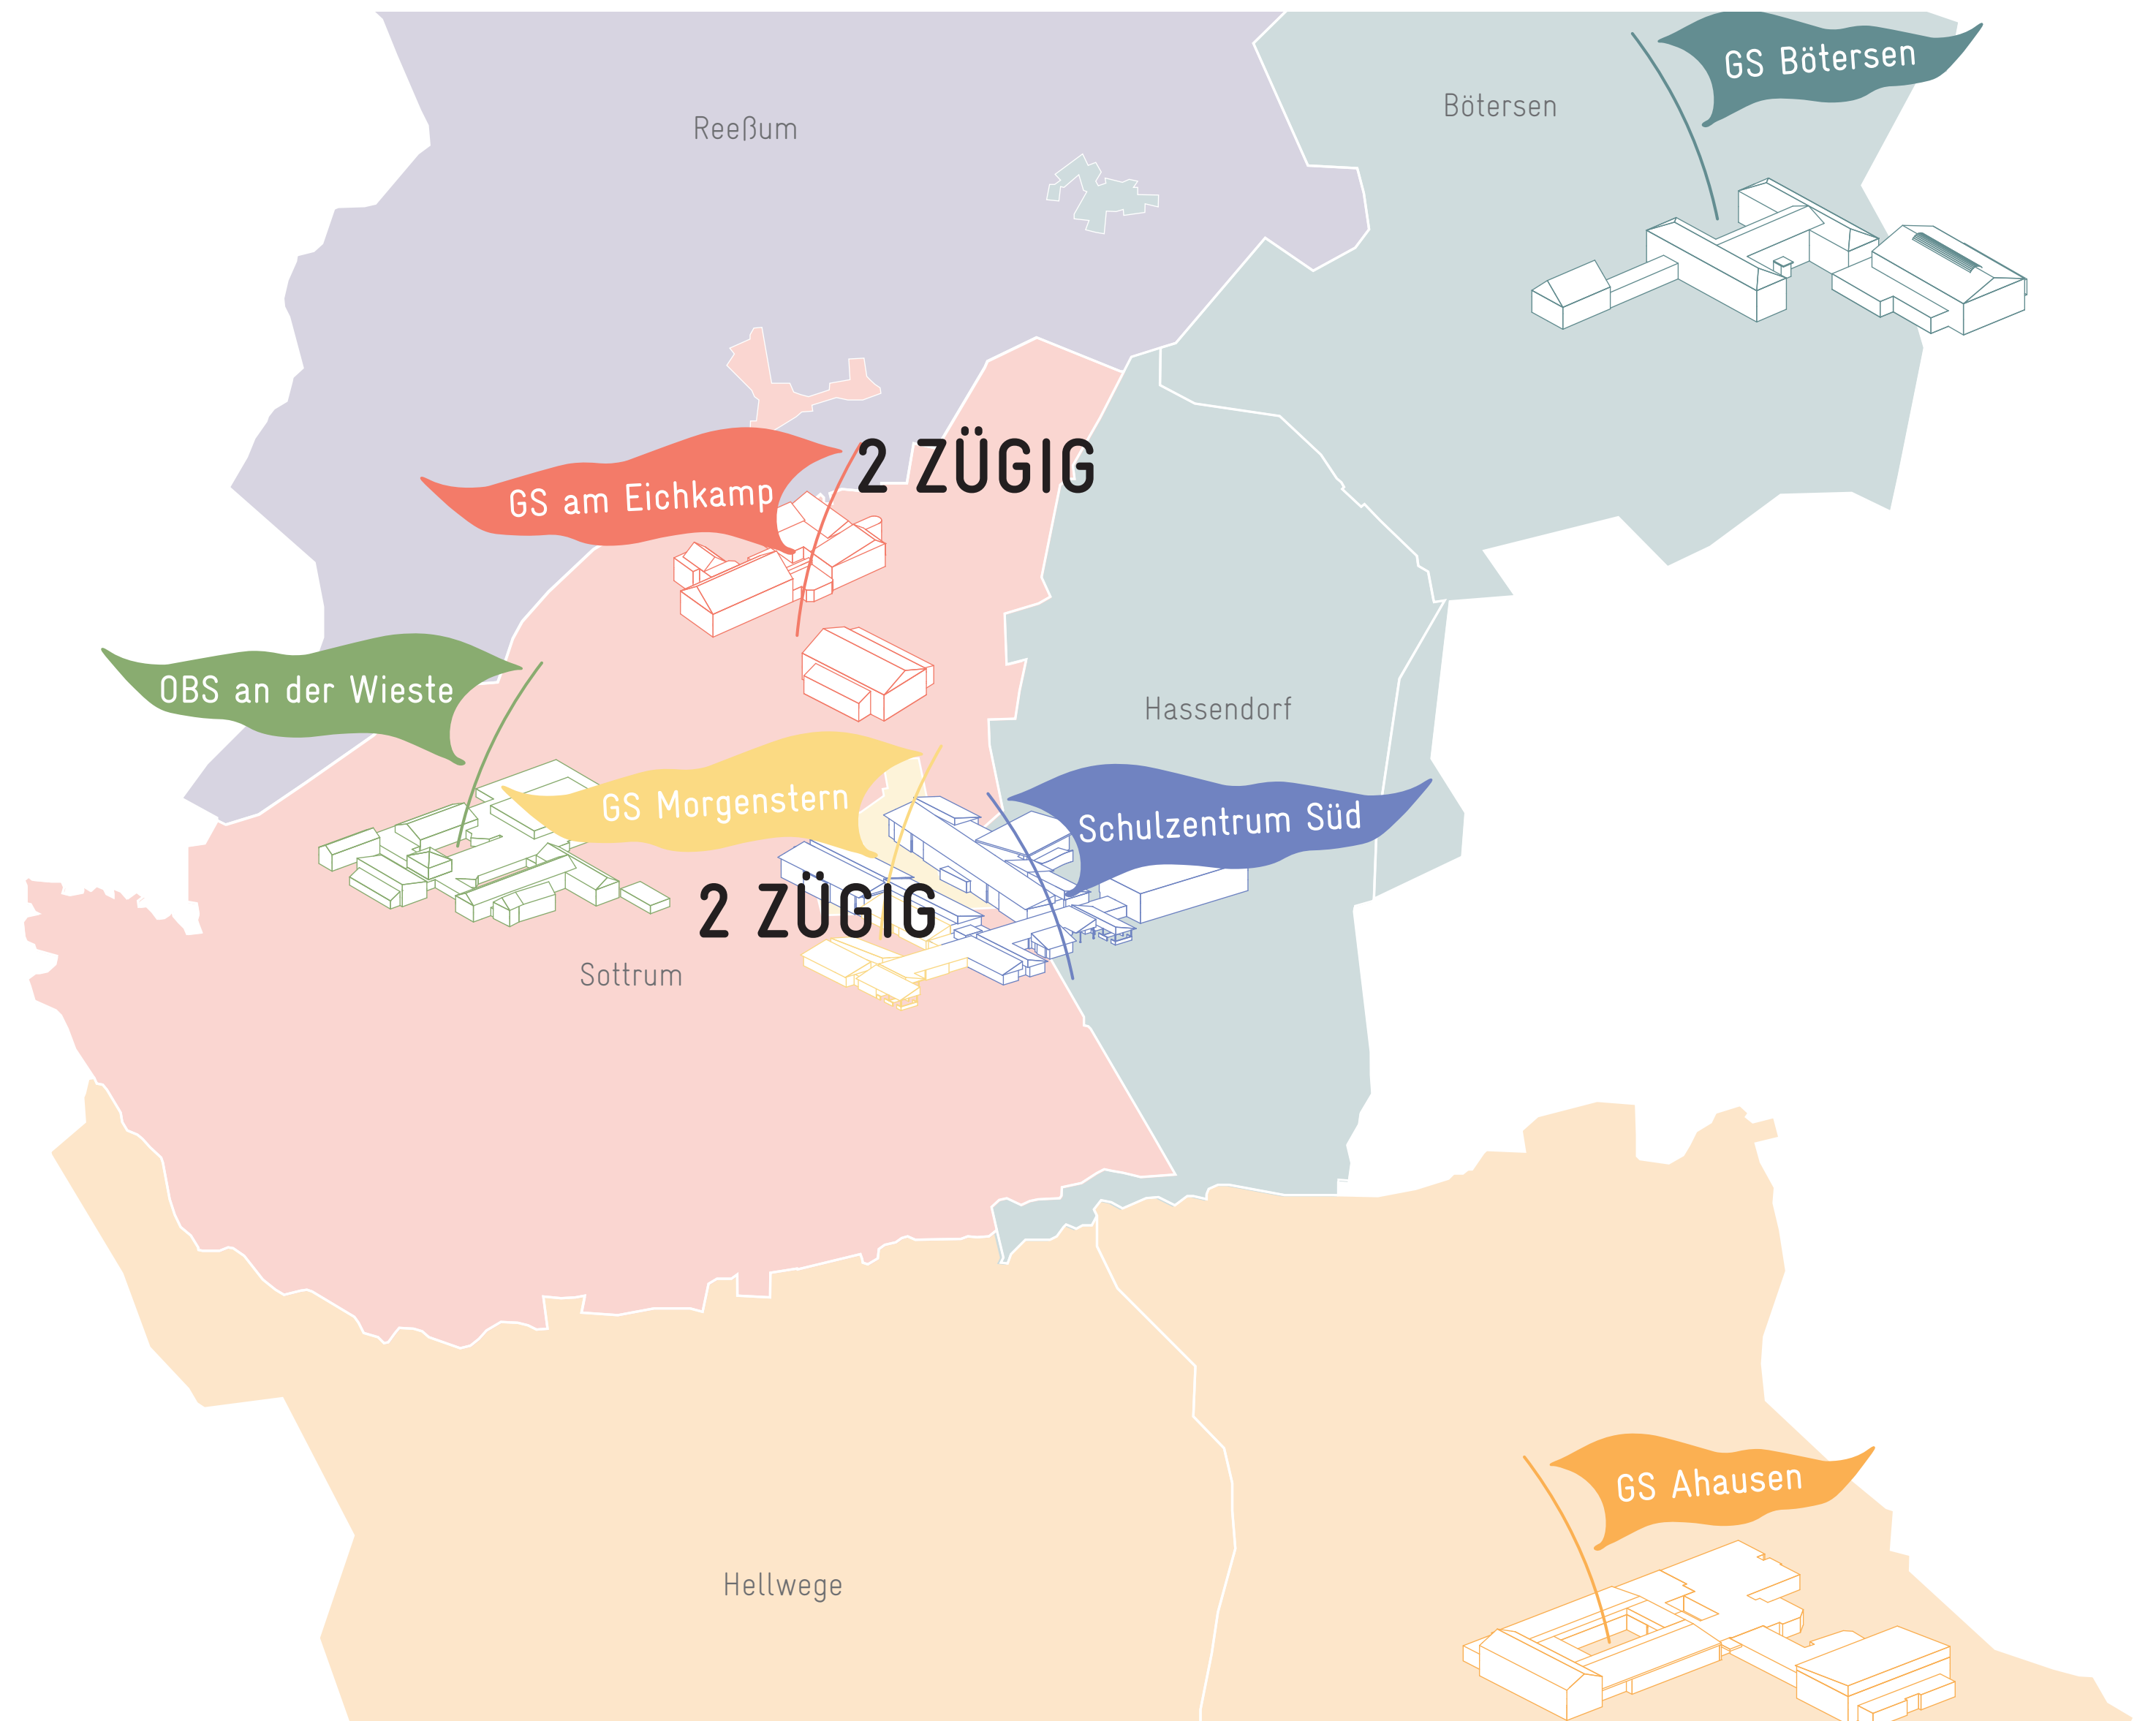 GS Bötersen
Bötersen
Reeßum
2 ZÜGIG
GS am Eichkamp
OBS an der Wieste
Hassendorf
GS Morgenstern
Schulzentrum Süd
2 ZÜGIG
Sottrum
GS Ahausen
Hellwege